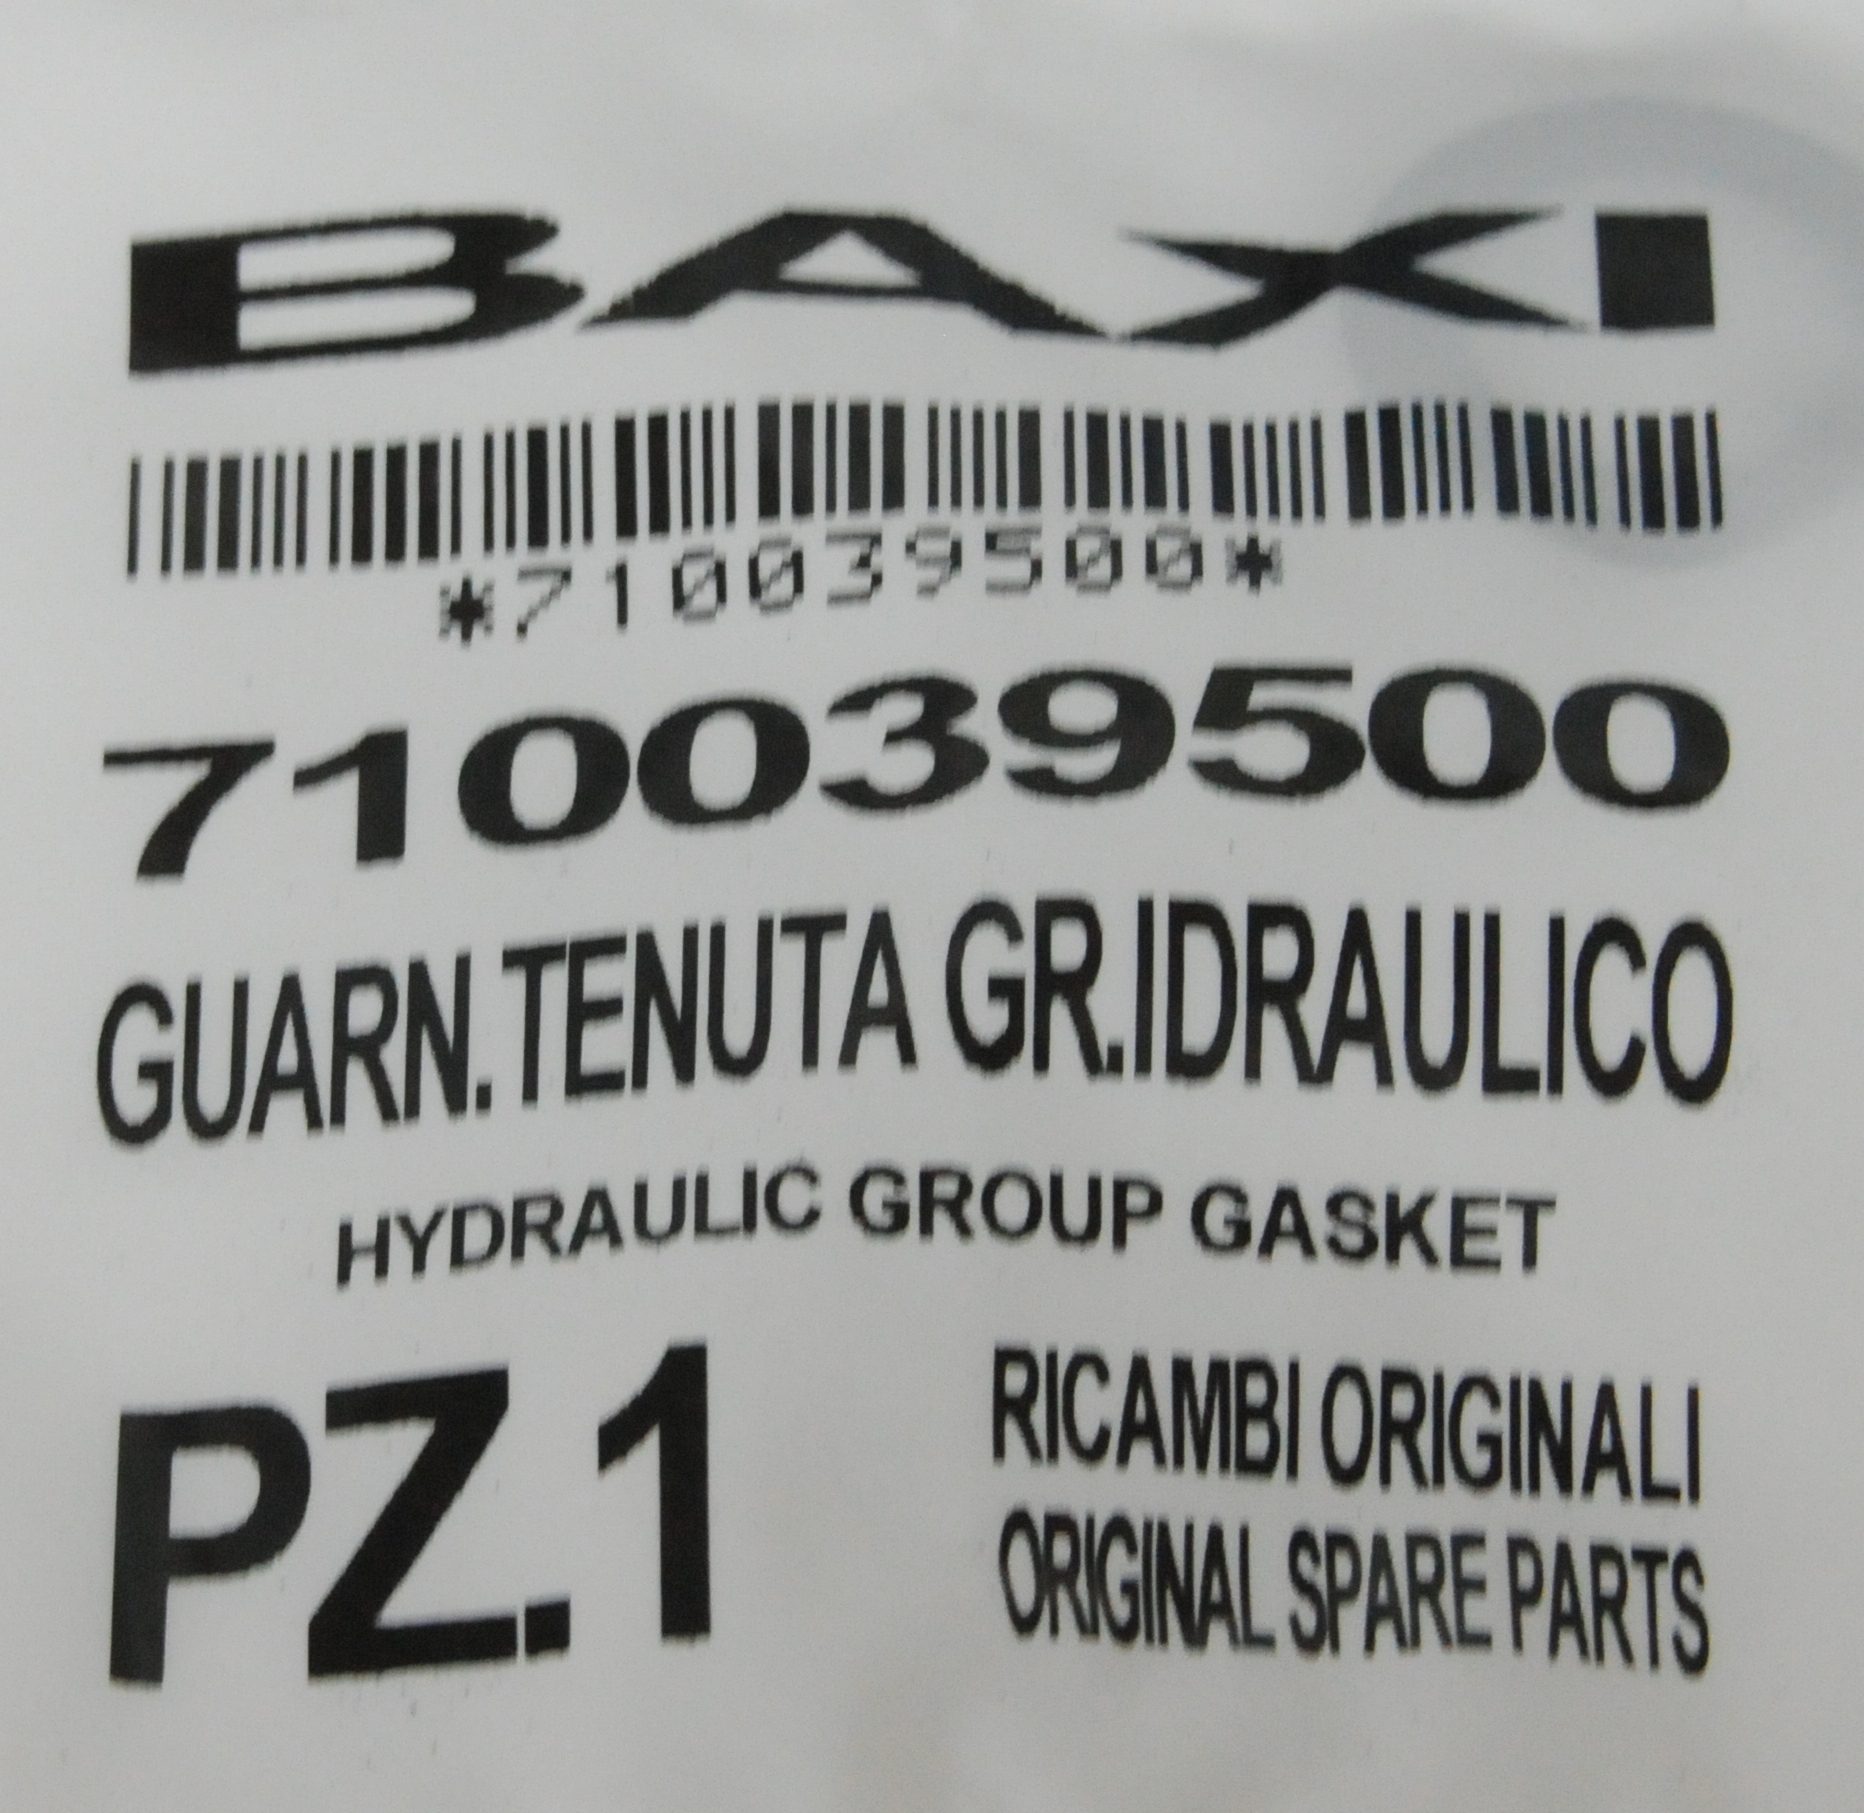 BAXI
*710039500*
710039500
GUARN.TENUTA GR.IDRAULICO
HYDRAULIC GROUP GASKET
PZ.1
RICAMBI ORIGINALI
ORIGINAL SPARE PARTS